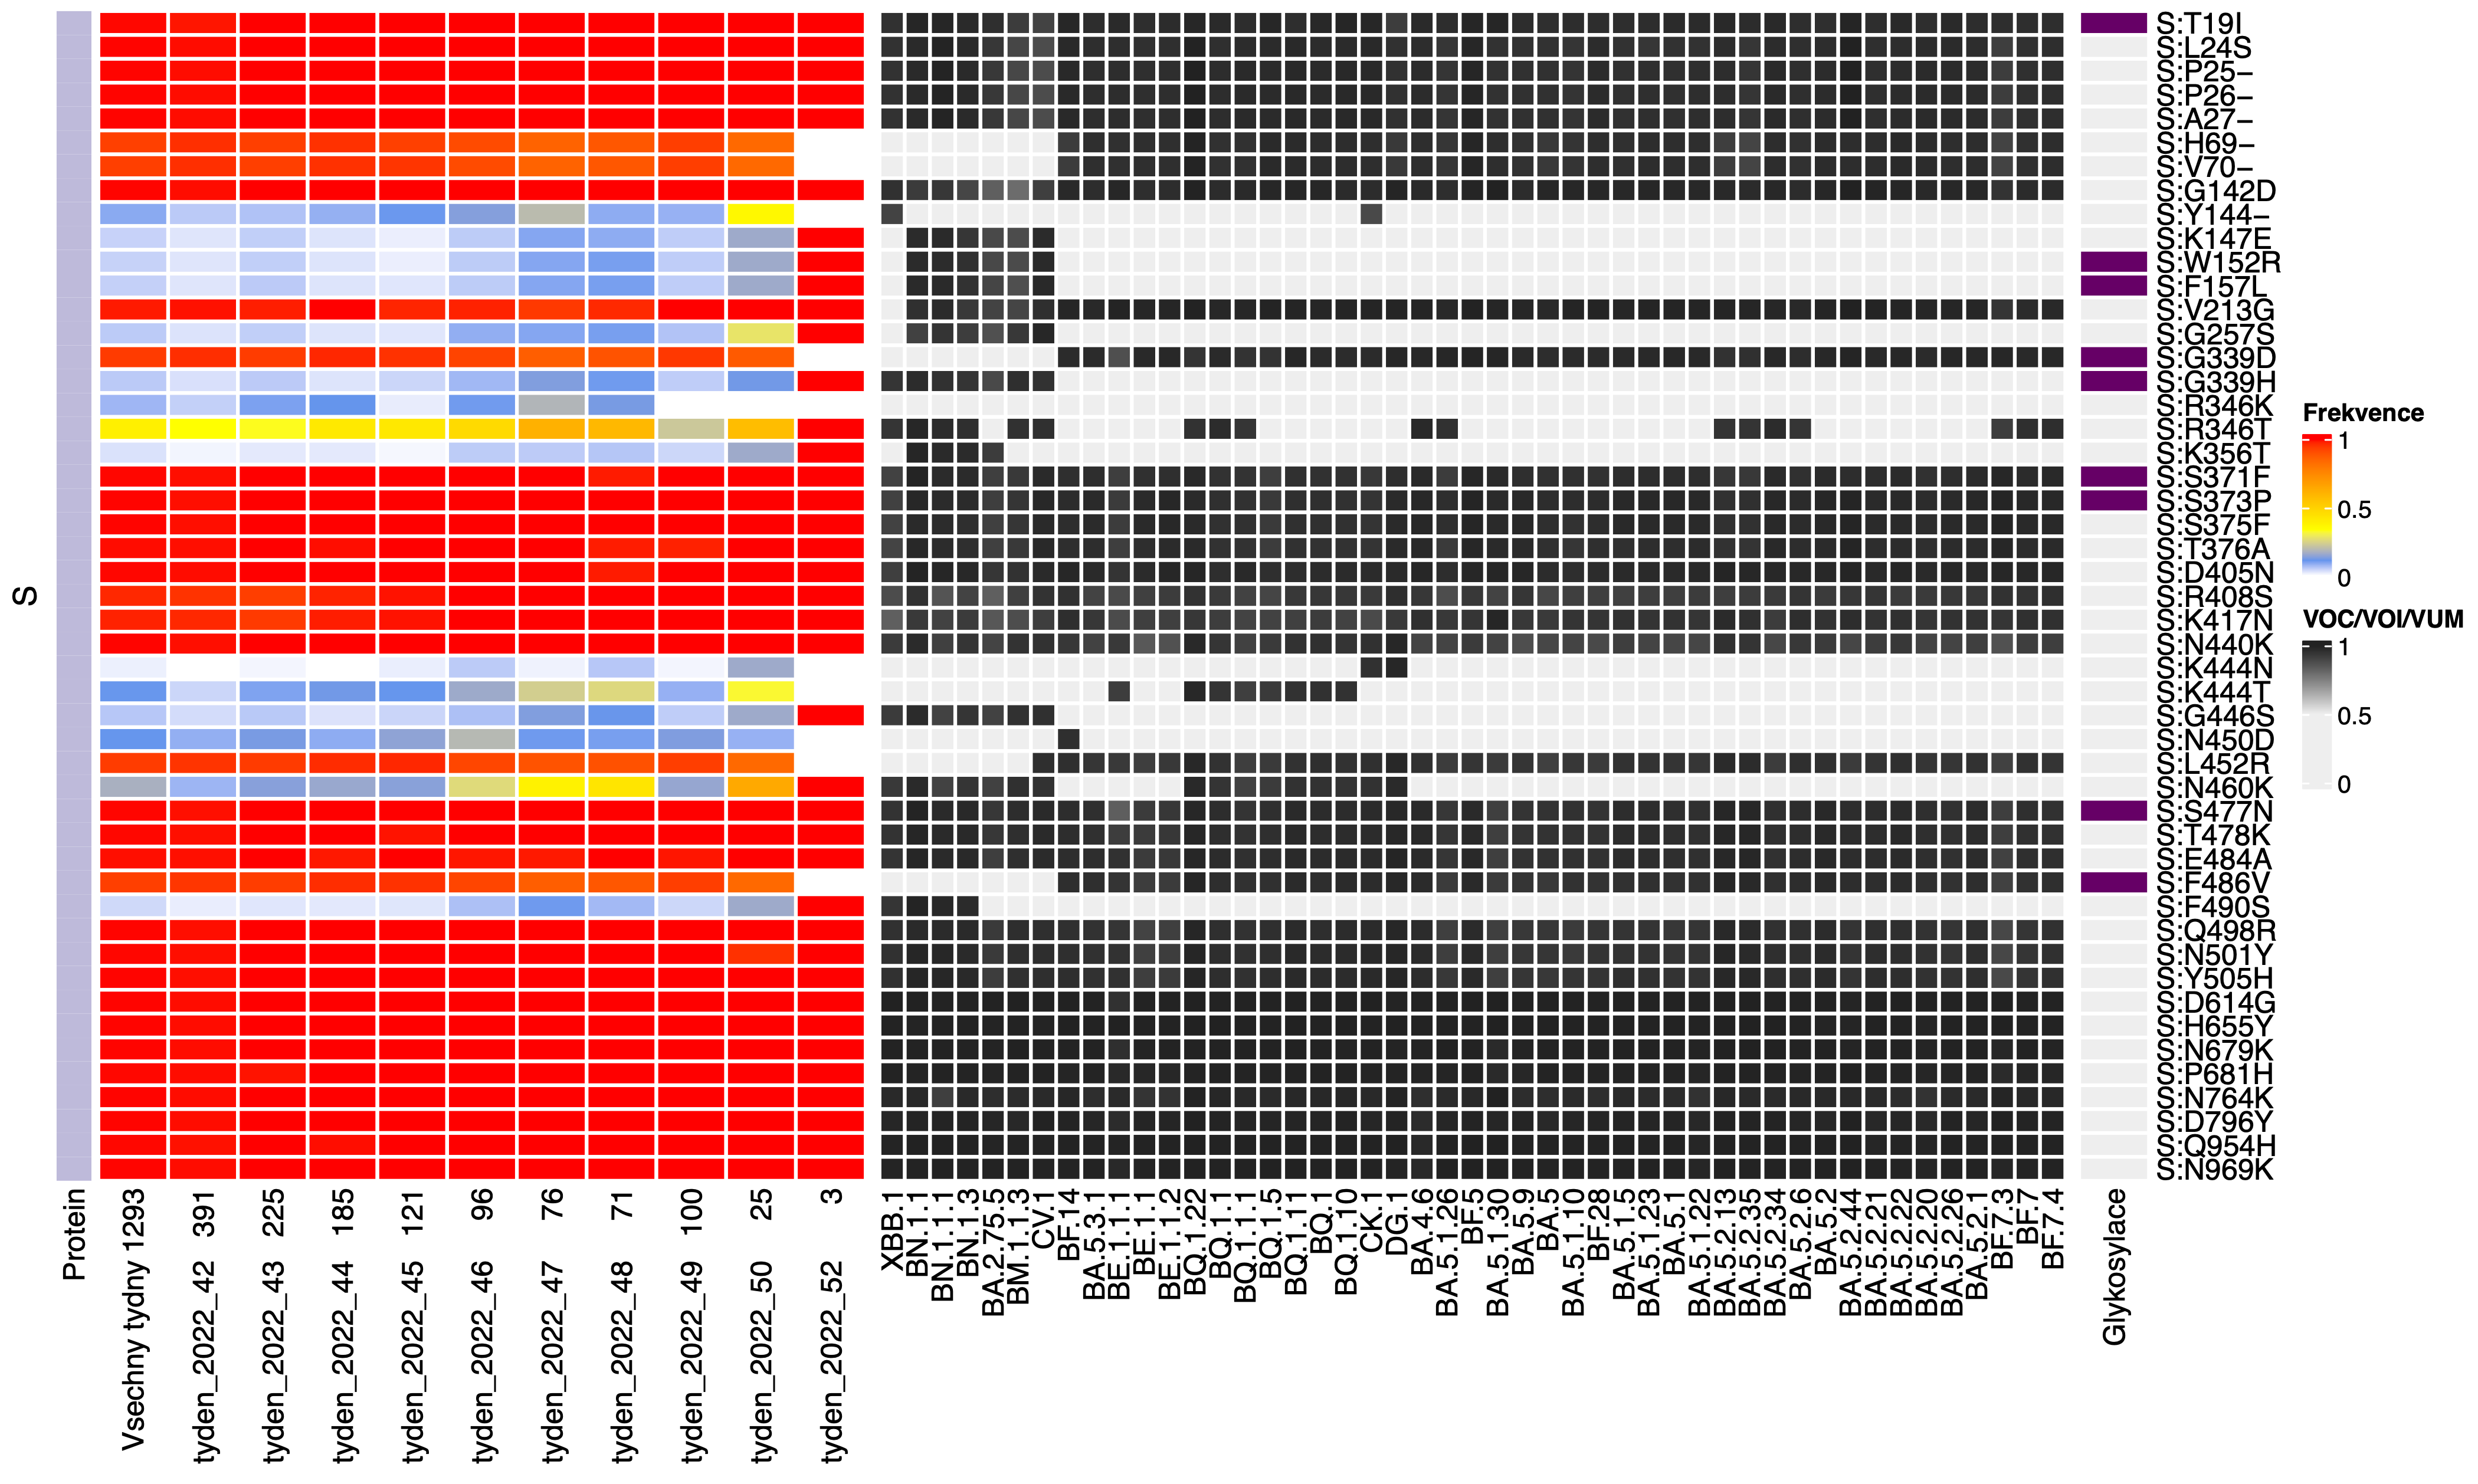 S
S:T19I
S:L24S
S:P25−
S:P26−
S:A27−
S:H69−
S:V70−
S:G142D
S:Y144−
S:K147E
S:W152R
S:F157L
S:V213G
S:G257S
S:G339D
S:G339H
S:R346K
S:R346T
S:K356T
S:S371F
S:S373P
S:S375F
S:T376A
S:D405N
S:R408S
S:K417N
S:N440K
S:K444N
S:K444T
S:G446S
S:N450D
S:L452R
S:N460K
S:S477N
S:T478K
S:E484A
S:F486V
S:F490S
S:Q498R
S:N501Y
S:Y505H
S:D614G
S:H655Y
S:N679K
S:P681H
S:N764K
S:D796Y
S:Q954H
S:N969K
Frekvence
1
0.5
0
VOC/VOI/VUM
1
0.5
0
Protein
Vsechny tydny 1293
tyden_2022_42 391
tyden_2022_43 225
tyden_2022_44 185
tyden_2022_45 121
tyden_2022_46 96
tyden_2022_47 76
tyden_2022_48 71
tyden_2022_49 100
tyden_2022_50 25
tyden_2022_52 3
XBB.1
BN.1.1
BN.1.1.1
BN.1.3
BA.2.75.5
BM.1.1.3
CV.1
BF.14
BA.5.3.1
BE.1.1.1
BE.1.1
BE.1.1.2
BQ.1.22
BQ.1.1
BQ.1.1.1
BQ.1.5
BQ.1.11
BQ.1
BQ.1.10
CK.1
DG.1
BA.4.6
BA.5.1.26
BF.5
BA.5.1.30
BA.5.9
BA.5
BA.5.1.10
BF.28
BA.5.1.5
BA.5.1.23
BA.5.1
BA.5.1.22
BA.5.2.13
BA.5.2.35
BA.5.2.34
BA.5.2.6
BA.5.2
BA.5.2.44
BA.5.2.21
BA.5.2.22
BA.5.2.20
BA.5.2.26
BA.5.2.1
BF.7.3
BF.7
BF.7.4
Glykosylace